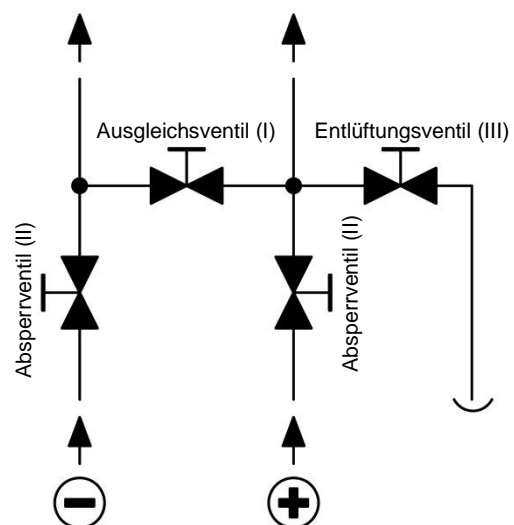 Ausgleichsventil (I)
Entlüftungsventil (III)
Absperrventil (II)
Absperrventil (II)
− +